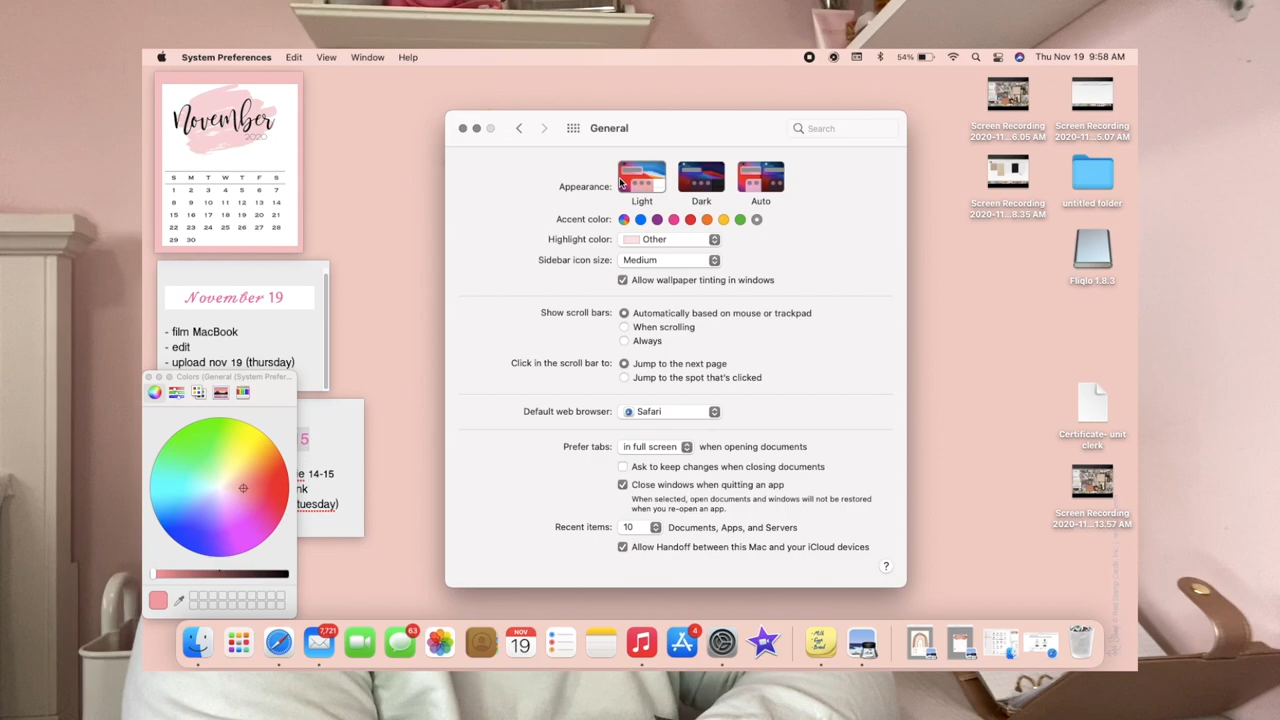 System Preferences Edit View Window Help
54% Thu Nov 19 9:58 AM
November
2020
S M T W T F S
1 2 3 4 5 6 7
8 9 10 11 12 13 14
15 16 17 18 19 20 21
22 23 24 25 26 27 28
29 30
November 19
- film MacBook
- edit
- upload nov 19 (thursday)
5
ie 14-15
nk
tuesday)
Colors (General (System Prefer...
General
Search
Appearance:
Light Dark Auto
Accent color:
Highlight color: Other
Sidebar icon size: Medium
Allow wallpaper tinting in windows
Show scroll bars: Automatically based on mouse or trackpad
When scrolling
Always
Click in the scroll bar to: Jump to the next page
Jump to the spot that's clicked
Default web browser: Safari
Prefer tabs: in full screen when opening documents
Ask to keep changes when closing documents
Close windows when quitting an app
When selected, open documents and windows will not be restored
when you re-open an app.
Recent items: 10 Documents, Apps, and Servers
Allow Handoff between this Mac and your iCloud devices
?
Screen Recording
2020-11...6.05 AM
Screen Recording
2020-11...5.07 AM
Screen Recording
2020-11...8.35 AM
untitled folder
Fliqlo 1.8.3
Certificate- unit
clerk
Screen Recording
2020-11...13.57 AM
7,721
63
NOV
19
4
Milk
Eggs
Bread